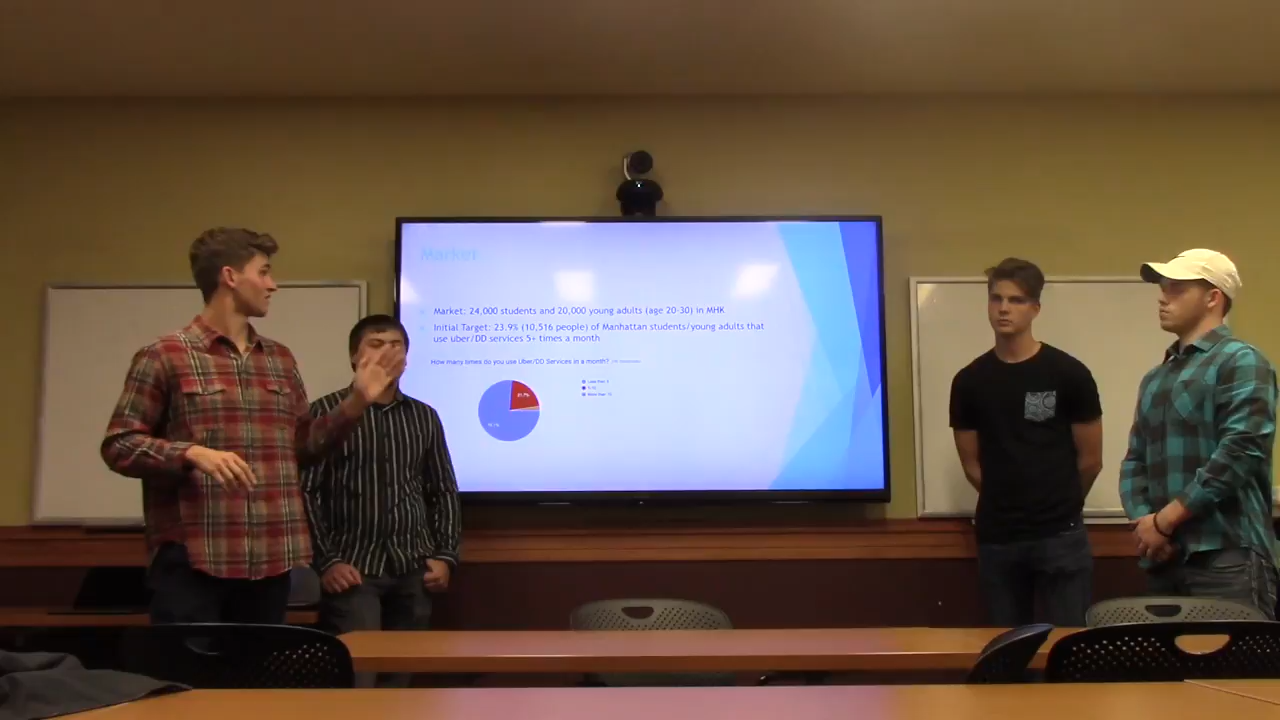 Market
Market: 24,000 students and 20,000 young adults (age 20-30) in MHK
Initial Target: 23.9% (10,516 people) of Manhattan students/young adults that
use uber/DD services 5+ times a month
How many times do you use Uber/DD Services in a month?